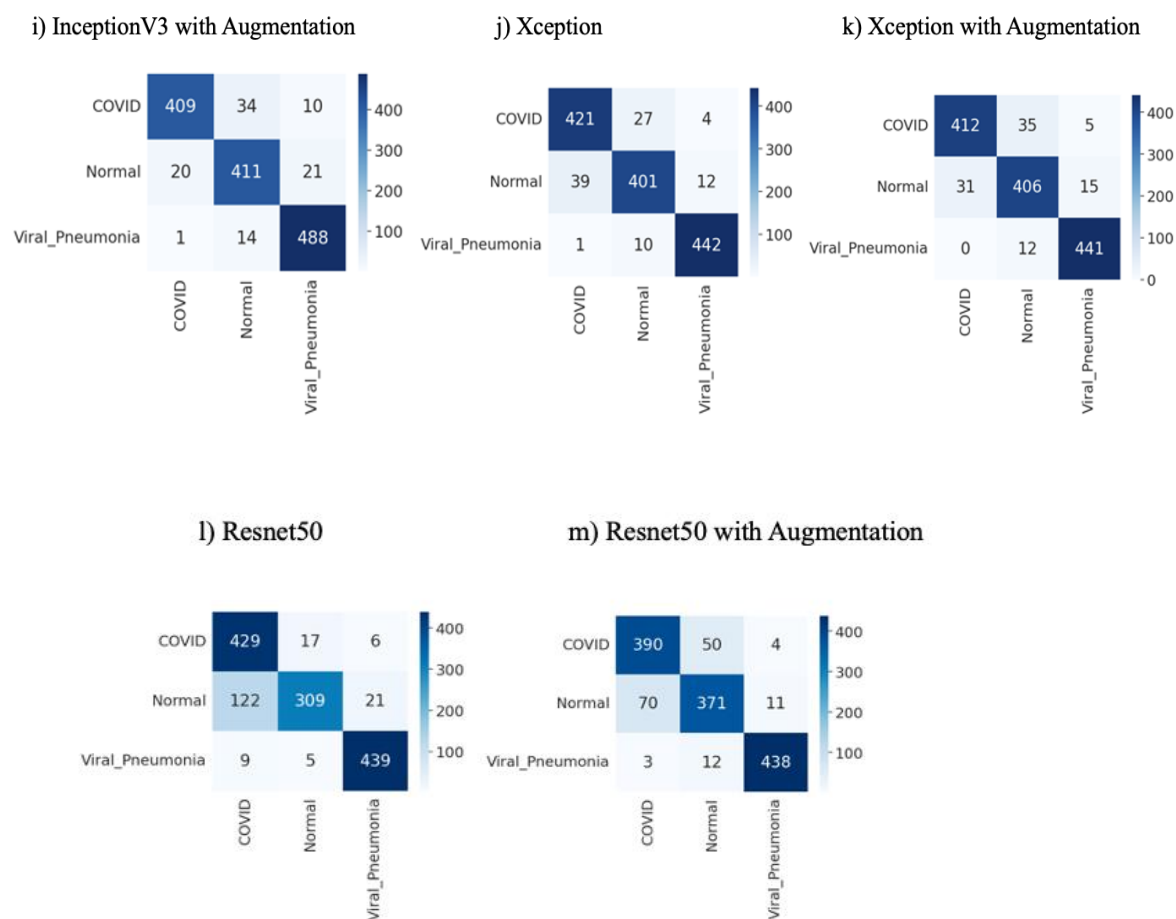 i) InceptionV3 with Augmentation
j) Xception
k) Xception with Augmentation
COVID 409 34 10
Normal 20 411 21
Viral_Pneumonia 1 14 488
COVID Normal Viral_Pneumonia
400
300
200
100
COVID 421 27 4
Normal 39 401 12
Viral_Pneumonia 1 10 442
COVID Normal Viral_Pneumonia
400
300
200
100
COVID 412 35 5
Normal 31 406 15
Viral_Pneumonia 0 12 441
COVID Normal Viral_Pneumonia
400
300
200
100
0
l) Resnet50
m) Resnet50 with Augmentation
COVID 429 17 6
Normal 122 309 21
Viral_Pneumonia 9 5 439
COVID Normal Viral_Pneumonia
400
300
200
100
COVID 390 50 4
Normal 70 371 11
Viral_Pneumonia 3 12 438
COVID Normal Viral_Pneumonia
400
300
200
100